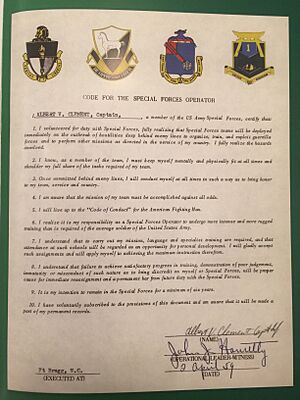 CODE FOR THE SPECIAL FORCES OPERATOR
I, ALBERT V. CLEMENT, Captain, , a member of the US Army Special Forces, certify that:
1. I volunteered for duty with Special Forces, fully realizing that Special Forces teams will be deployed
immediately on the outbreak of hostilities deep behind enemy lines to organize, train, and exploit guerrilla
forces and to perform other missions as directed in the service of my country. I fully realize the hazards
involved.
2. I know, as a member of the team, I must keep myself mentally and physically fit at all times and
shoulder my full share of the tasks required of my team.
3. Once committed behind enemy lines, I will conduct myself at all times in such a way as to bring honor
to my team, service and country.
4. I am aware that the mission of my team must be accomplished against all odds.
5. I will live up to the "Code of Conduct" for the American Fighting Man.
6. I realize it is my responsibility as a Special Forces Operator to undergo more intense and more rugged
training than is required of the average soldier of the United States Army.
7. I understand that to carry out my mission, language and specialist training are required, and that
attendance at such schools will be regarded as an opportunity for personal development. I will gladly accept
such assignments and will apply myself to achieving the maximum instruction therefrom.
8. I understand that failure to achieve satisfactory progress in training, demonstration of poor judgment,
immaturity or misconduct of such nature as to bring discredit on myself or Special Forces, will be proper
cause for immediate reassignment and a permanent bar from further duty with the Special Forces.
9. It is my intention to remain in the Special Forces for a minimum of six years.
10. I have voluntarily subscribed to the provisions of this document and am aware that it will be made a
part of my permanent records.
Albert V. Clement Capt Inf
(NAME)
John J.
(OPERATIONAL LEADER-WITNESS)
Ft Bragg, N.C. 2 April 59
(EXECUTED AT) (DATE)